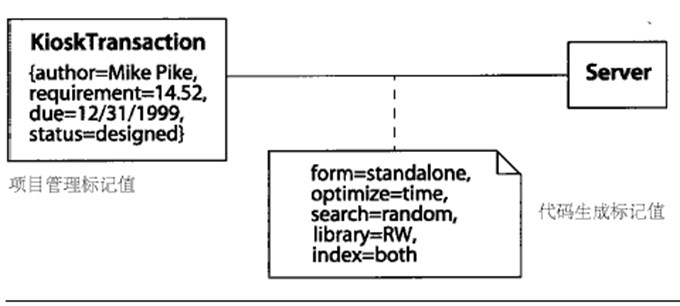 KioskTransaction
{author=Mike Pike,
requirement=14.52,
due=12/31/1999,
status=designed}
Server
项目管理标记值
form=standalone,
optimize=time,
search=random,
library=RW,
index=both
代码生成标记值